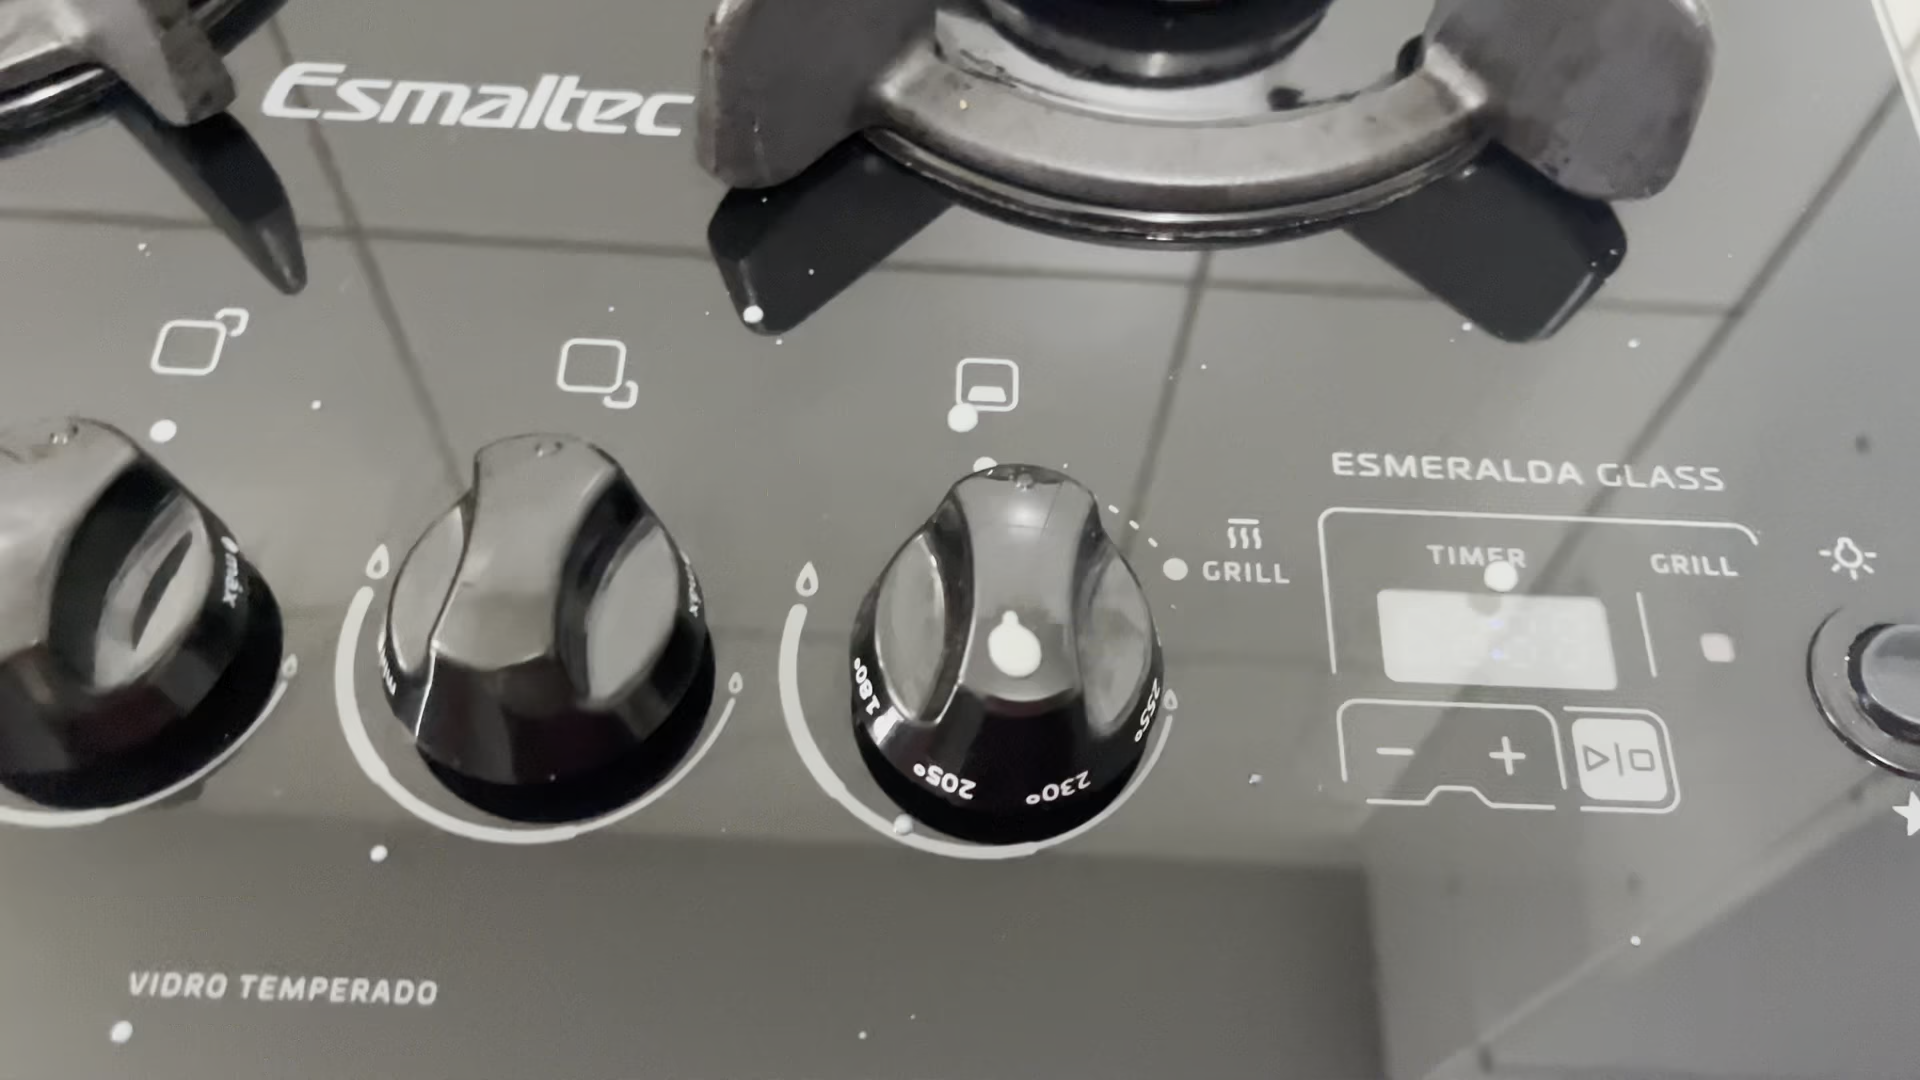 Esmaltec
ESMERALDA GLASS
TIMER
GRILL
GRILL
máx
180°
205°
230°
255°
- +
VIDRO TEMPERADO